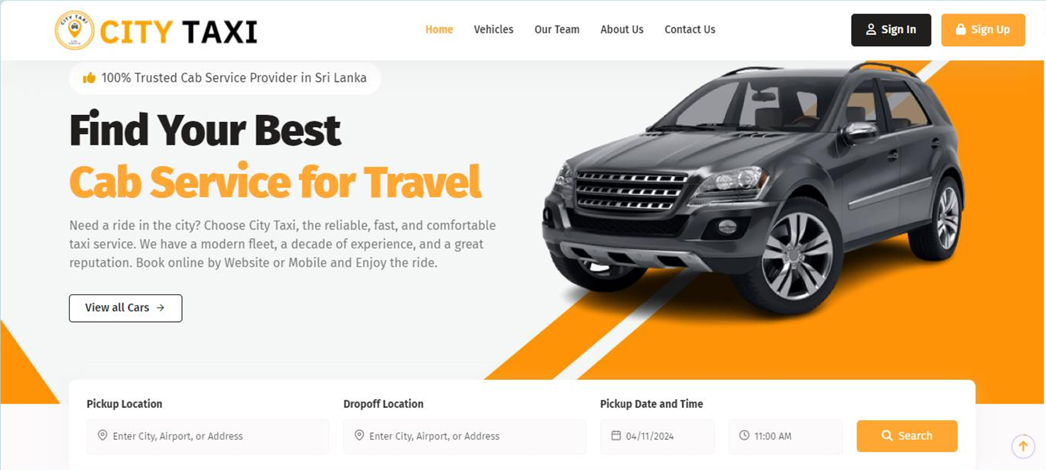 CITY TAXI
CITY TAXI
Home
Vehicles
Our Team
About Us
Contact Us
Sign In
Sign Up
100% Trusted Cab Service Provider in Sri Lanka
Find Your Best
Cab Service for Travel
Need a ride in the city? Choose City Taxi, the reliable, fast, and comfortable
taxi service. We have a modern fleet, a decade of experience, and a great
reputation. Book online by Website or Mobile and Enjoy the ride.
View all Cars
Pickup Location
Dropoff Location
Pickup Date and Time
Enter City, Airport, or Address
Enter City, Airport, or Address
04/11/2024
11:00 AM
Search